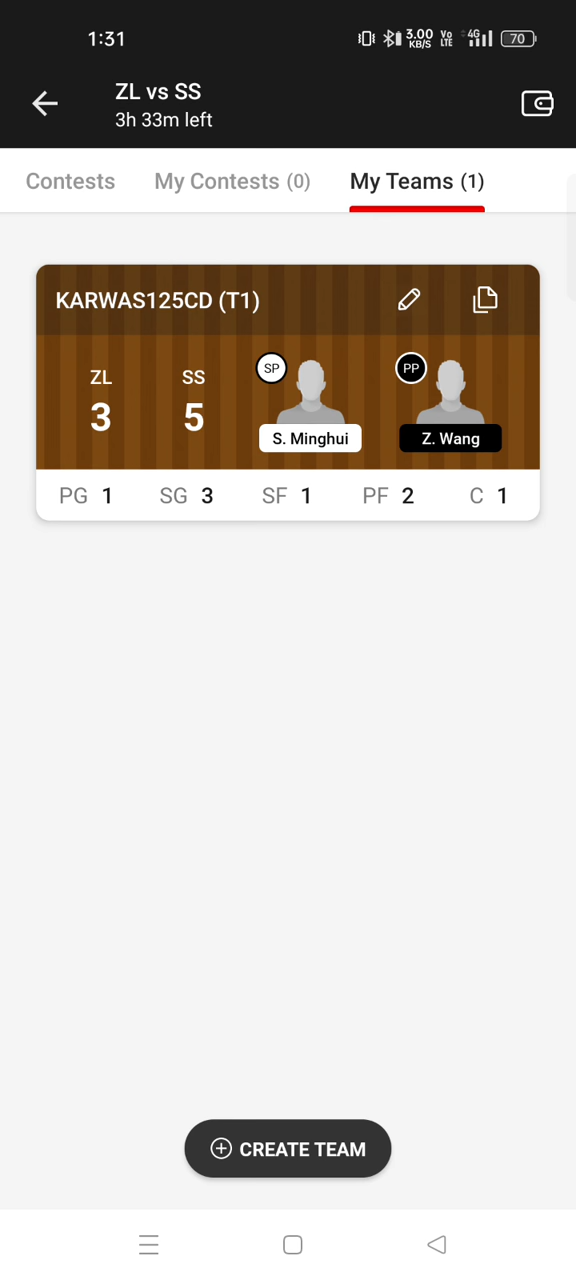 1:31 3.00 KB/S Vo LTE 4G 70
ZL vs SS
3h 33m left
Contests My Contests (0) My Teams (1)
KARWAS125CD (T1)
SP PP
ZL SS
3 5
S. Minghui Z. Wang
PG 1 SG 3 SF 1 PF 2 C 1
CREATE TEAM